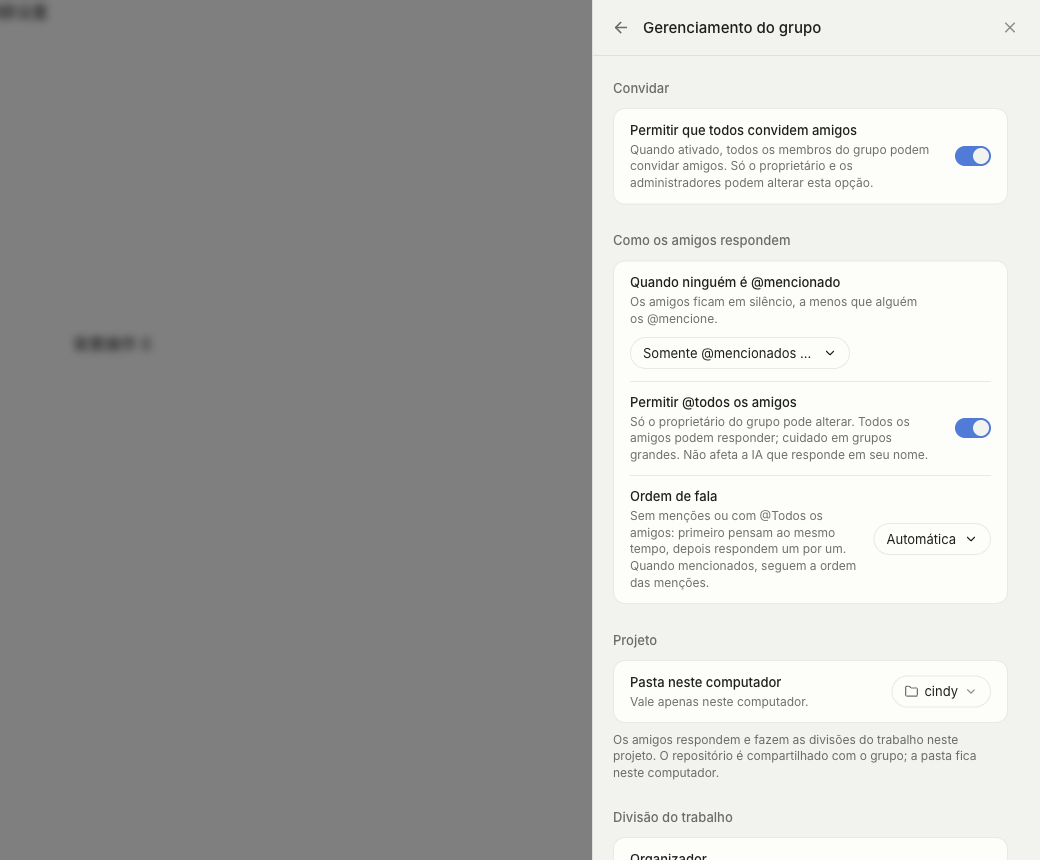 Gerenciamento do grupo
Convidar
Permitir que todos convidem amigos
Quando ativado, todos os membros do grupo podem
convidar amigos. Só o proprietário e os
administradores podem alterar esta opção.
Como os amigos respondem
Quando ninguém é @mencionado
Os amigos ficam em silêncio, a menos que alguém
os @mencione.
Somente @mencionados ...
Permitir @todos os amigos
Só o proprietário do grupo pode alterar. Todos os
amigos podem responder; cuidado em grupos
grandes. Não afeta a IA que responde em seu nome.
Ordem de fala
Sem menções ou com @Todos os
amigos: primeiro pensam ao mesmo
tempo, depois respondem um por um.
Quando mencionados, seguem a ordem
das menções.
Automática
Projeto
Pasta neste computador
Vale apenas neste computador.
cindy
Os amigos respondem e fazem as divisões do trabalho neste
projeto. O repositório é compartilhado com o grupo; a pasta fica
neste computador.
Divisão do trabalho
Organizador